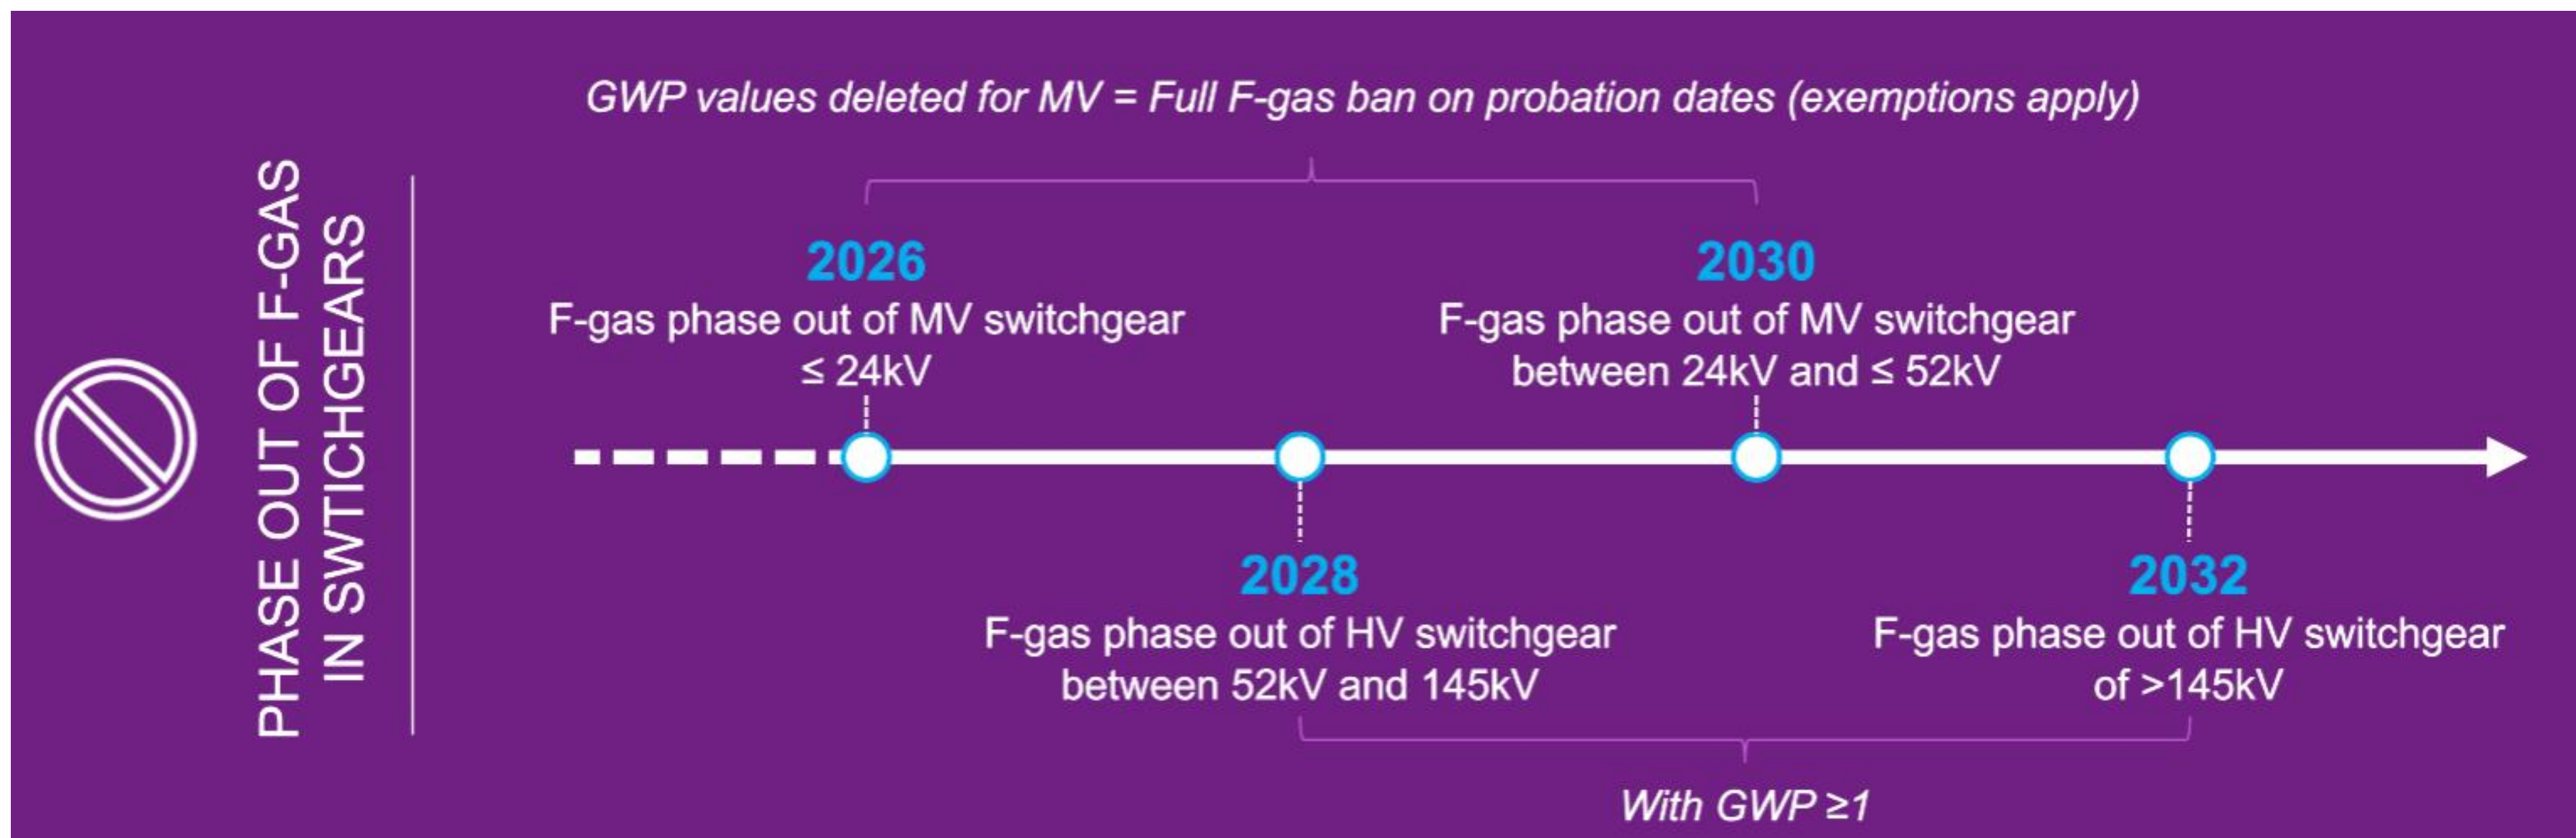 PHASE OUT OF F-GAS
IN SWTICHGEARS
GWP values deleted for MV = Full F-gas ban on probation dates (exemptions apply)
2026
F-gas phase out of MV switchgear
≤ 24kV
2030
F-gas phase out of MV switchgear
between 24kV and ≤ 52kV
2028
F-gas phase out of HV switchgear
between 52kV and 145kV
2032
F-gas phase out of HV switchgear
of >145kV
With GWP ≥1